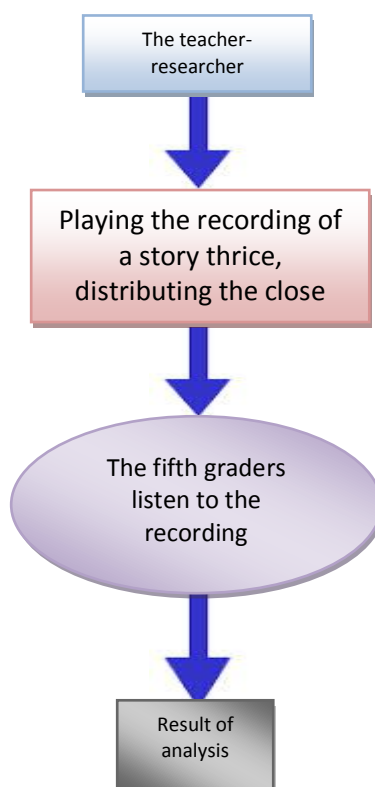 The teacher-
researcher
Playing the recording of
a story thrice,
distributing the close
The fifth graders
listen to the
recording
Result of
analysis